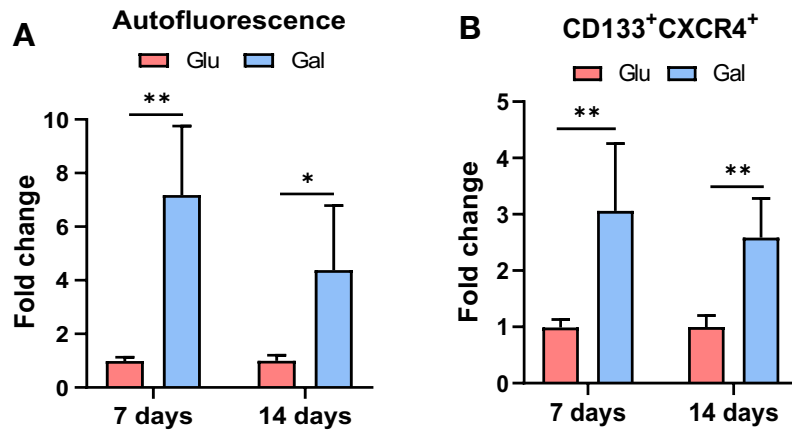 A
Autofluorescence
Glu Gal
Fold change
10
8
6
4
2
0
**
*
7 days 14 days
B
CD133⁺CXCR4⁺
Glu Gal
Fold change
5
4
3
2
1
0
**
**
7 days 14 days